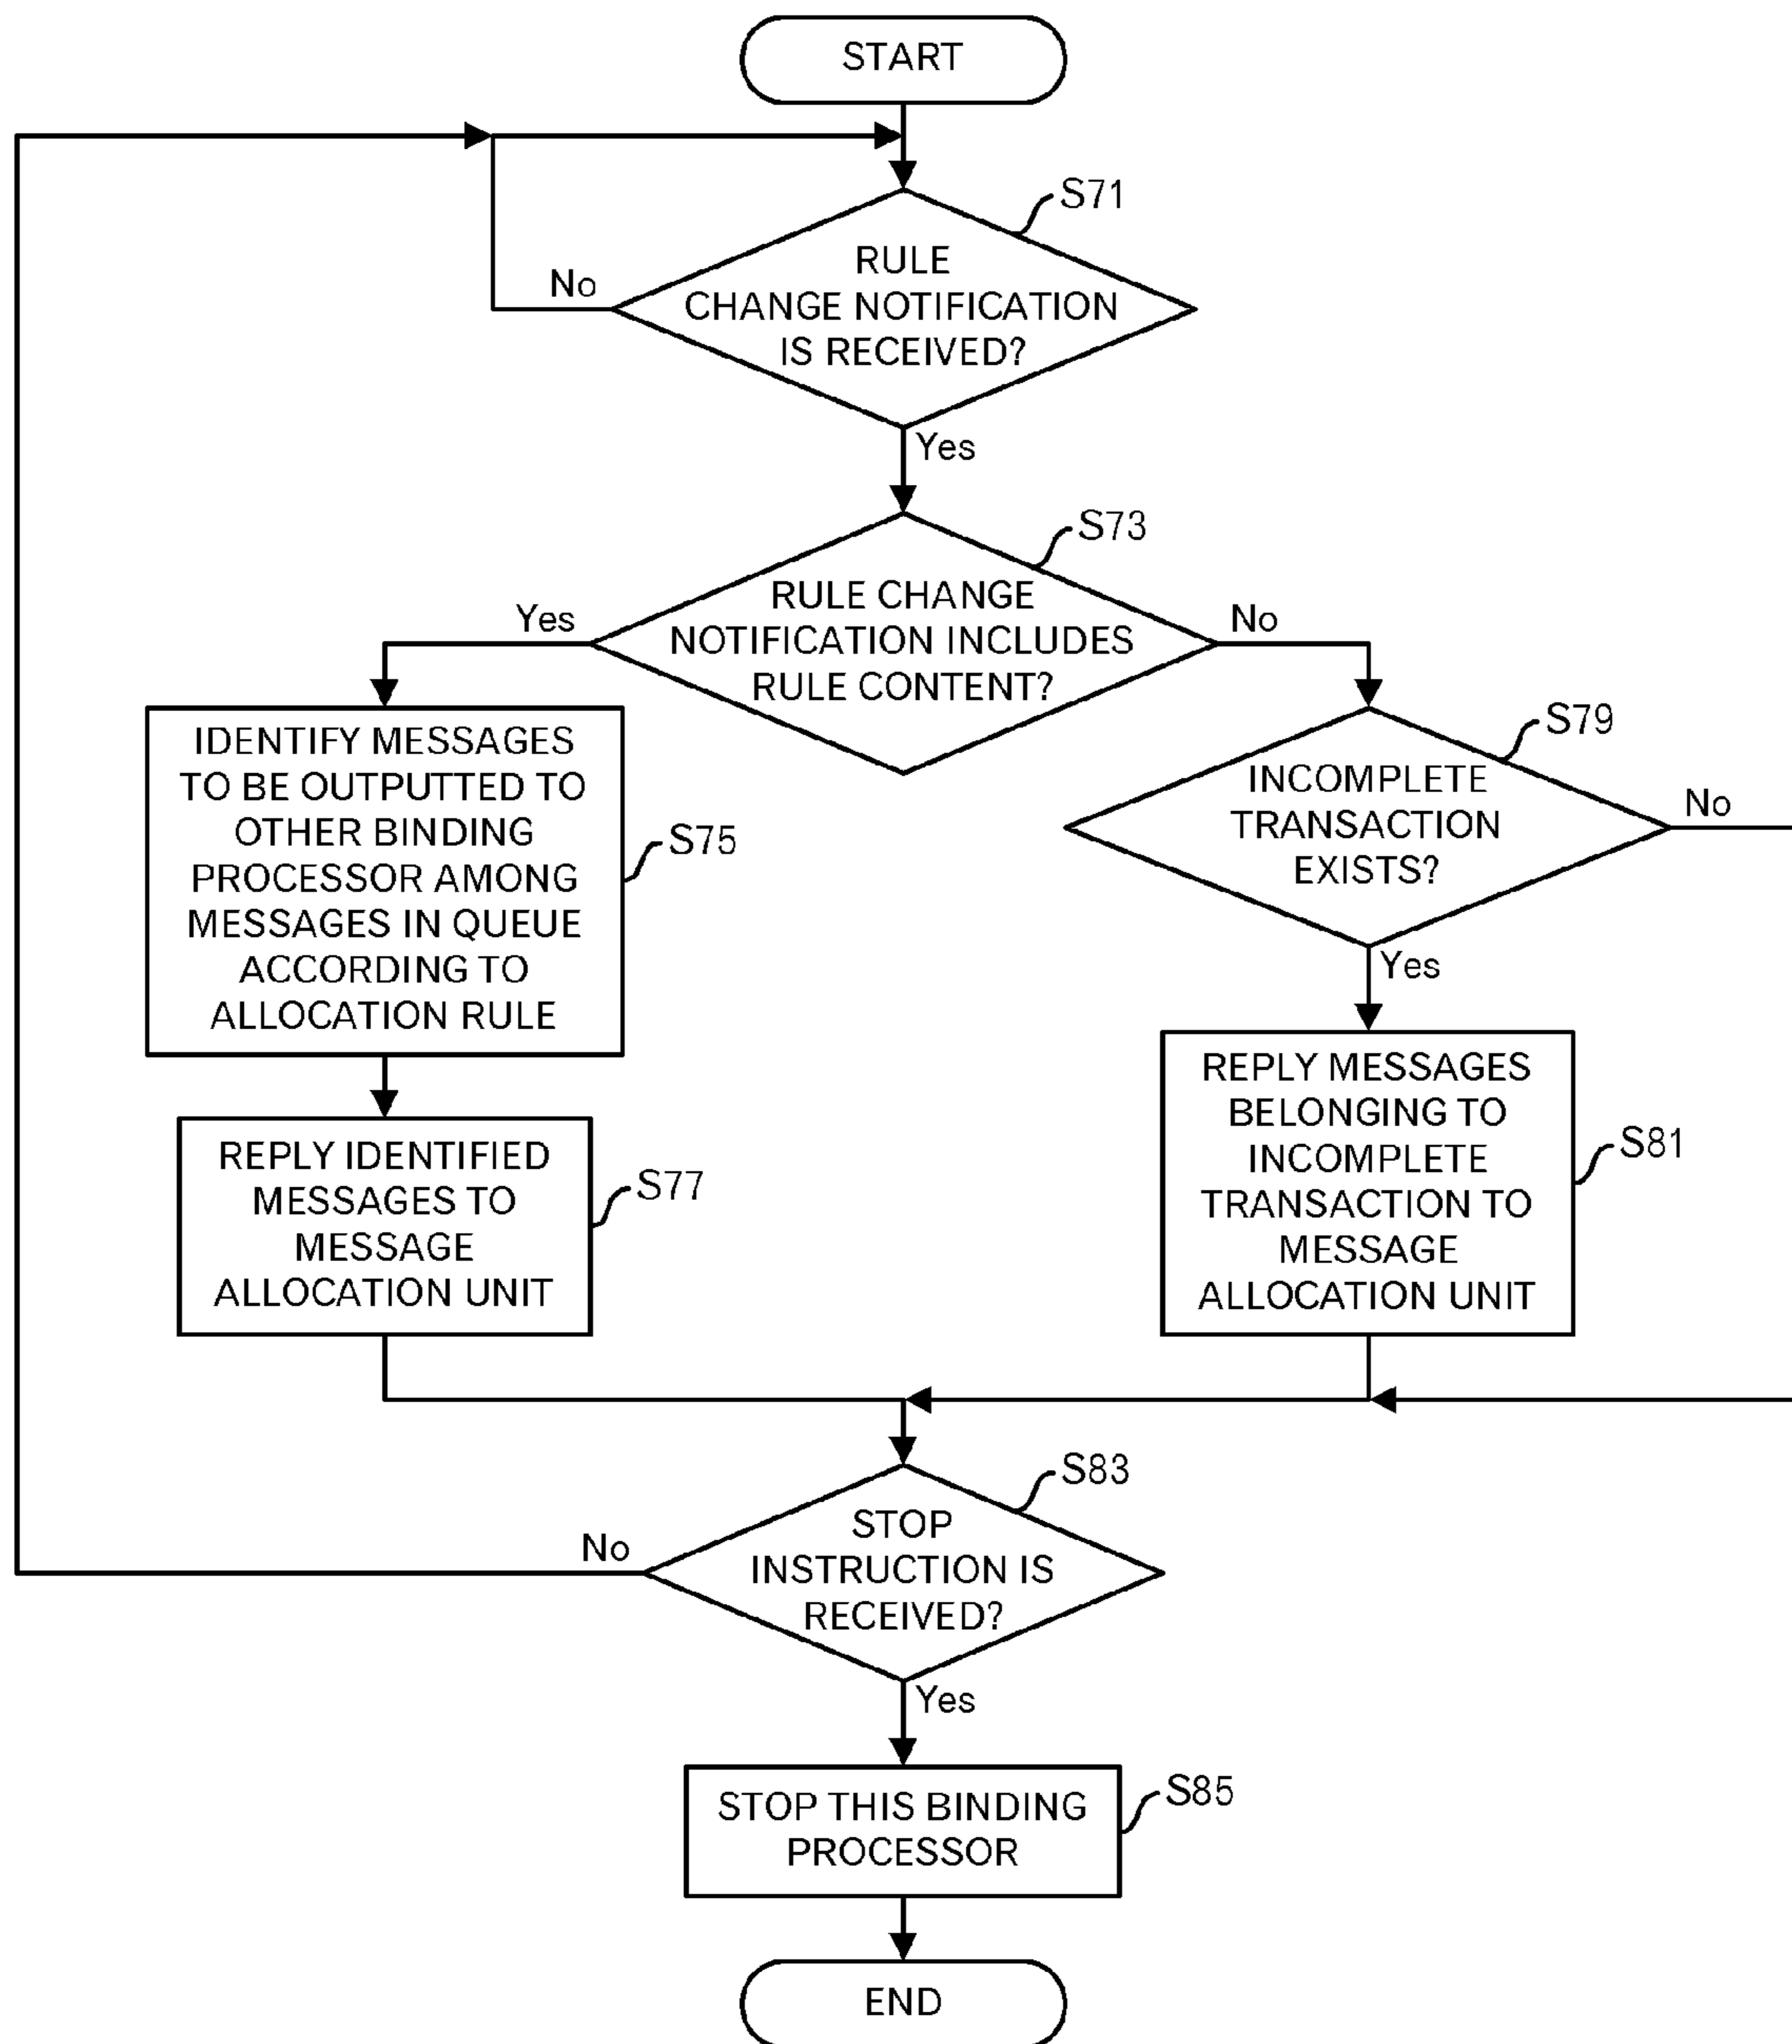 START
S71
RULE
CHANGE NOTIFICATION
IS RECEIVED?
No
Yes
S73
RULE CHANGE
NOTIFICATION INCLUDES
RULE CONTENT?
Yes
No
IDENTIFY MESSAGES
TO BE OUTPUTTED TO
OTHER BINDING
PROCESSOR AMONG
MESSAGES IN QUEUE
ACCORDING TO
ALLOCATION RULE
S75
S79
INCOMPLETE
TRANSACTION
EXISTS?
No
Yes
REPLY IDENTIFIED
MESSAGES TO
MESSAGE
ALLOCATION UNIT
S77
REPLY MESSAGES
BELONGING TO
INCOMPLETE
TRANSACTION TO
MESSAGE
ALLOCATION UNIT
S81
S83
STOP
INSTRUCTION IS
RECEIVED?
No
Yes
STOP THIS BINDING
PROCESSOR
S85
END